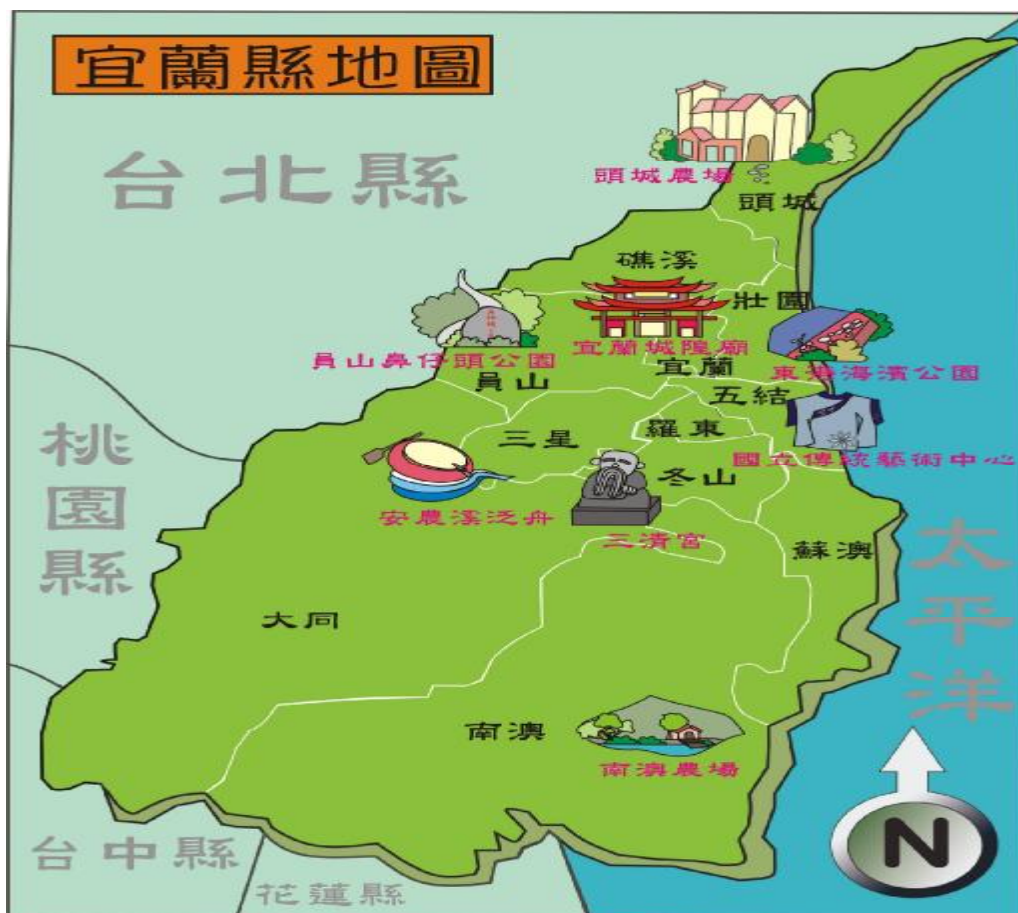 宜蘭縣地圖
台北縣
頭城農場
頭城
礁溪
壯圍
員山鼻仔頭公園
宜蘭城隍廟
宜蘭
東港海濱公園
員山
五結
三星
羅東
國立傳統藝術中心
冬山
安農溪泛舟
三清宮
桃園縣
蘇澳
太平洋
大同
南澳
南澳農場
台中縣
花蓮縣
N